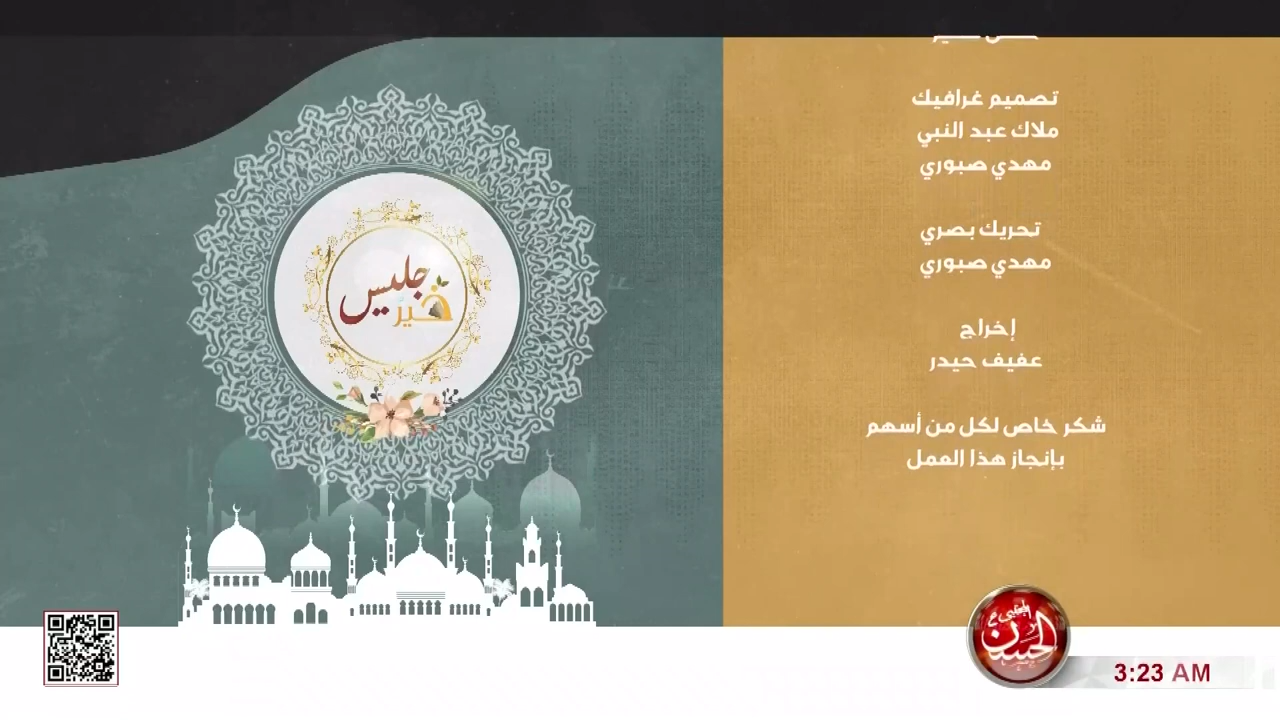 تصميم غرافيك
ملاك عبد النبي
مهدي صبوري
تحريك بصري
مهدي صبوري
إخراج
عفيف حيدر
شكر خاص لكل من أسهم
بإنجاز هذا العمل
جليس
خير
3:23 AM